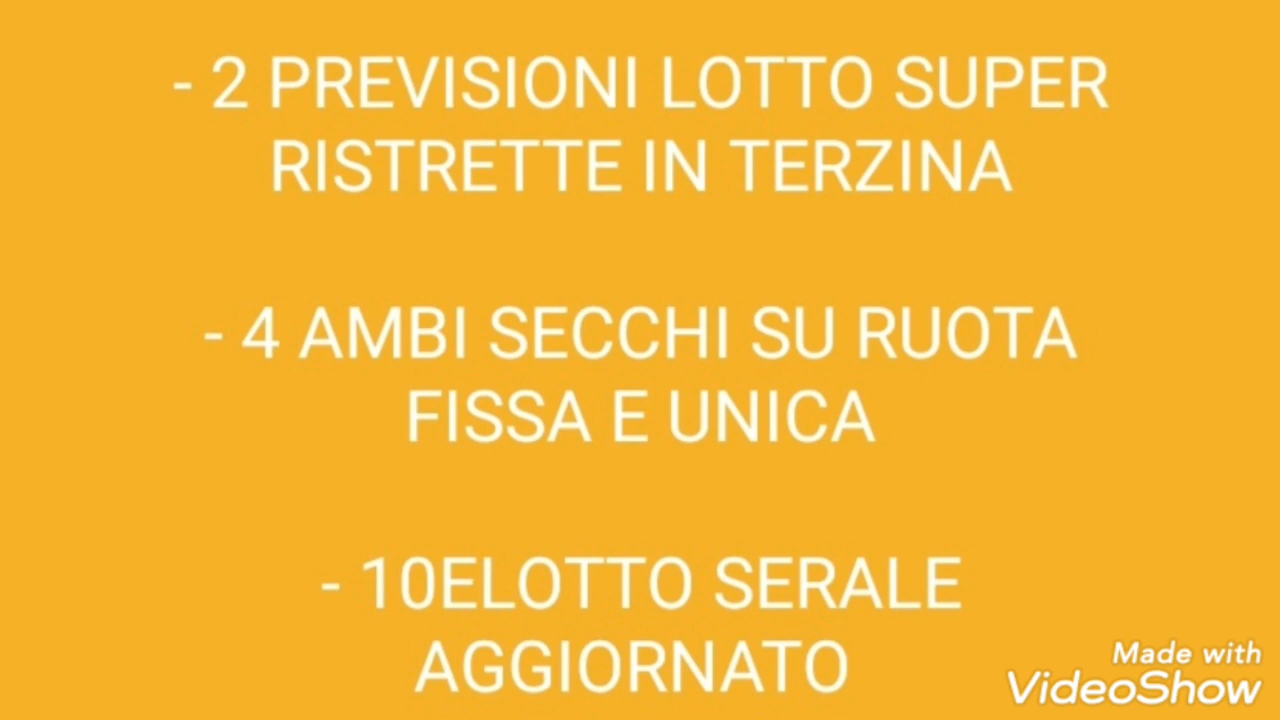 - 2 PREVISIONI LOTTO SUPER
RISTRETTE IN TERZINA
- 4 AMBI SECCHI SU RUOTA
FISSA E UNICA
- 10ELOTTO SERALE
AGGIORNATO
Made with
VideoShow